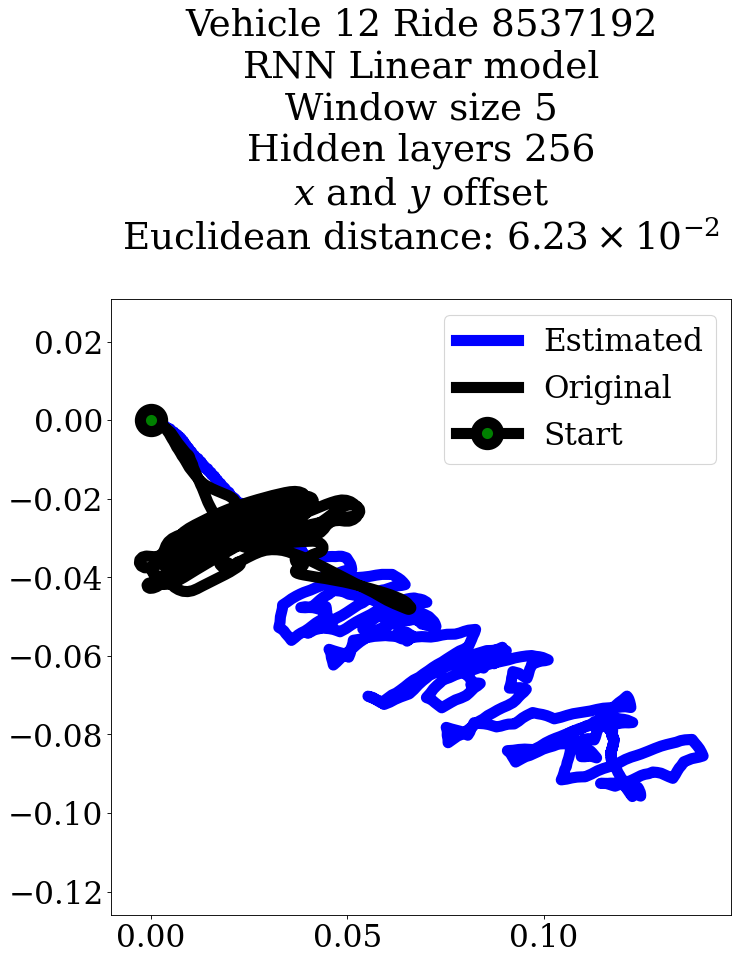 Vehicle 12 Ride 8537192
RNN Linear model
Window size 5
Hidden layers 256
x and y offset
Euclidean distance: 6.23 × 10⁻²
Estimated
Original
Start
0.02
0.00
−0.02
−0.04
−0.06
−0.08
−0.10
−0.12
0.00 0.05 0.10